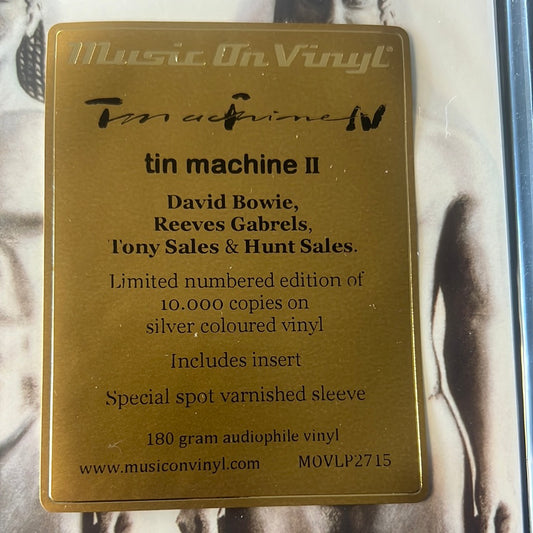 Music On Vinyl®
Tin machine II
tin machine II
David Bowie,
Reeves Gabrels,
Tony Sales & Hunt Sales.
Limited numbered edition of
10.000 copies on
silver coloured vinyl
Includes insert
Special spot varnished sleeve
180 gram audiophile vinyl
www.musiconvinyl.com MOVLP2715